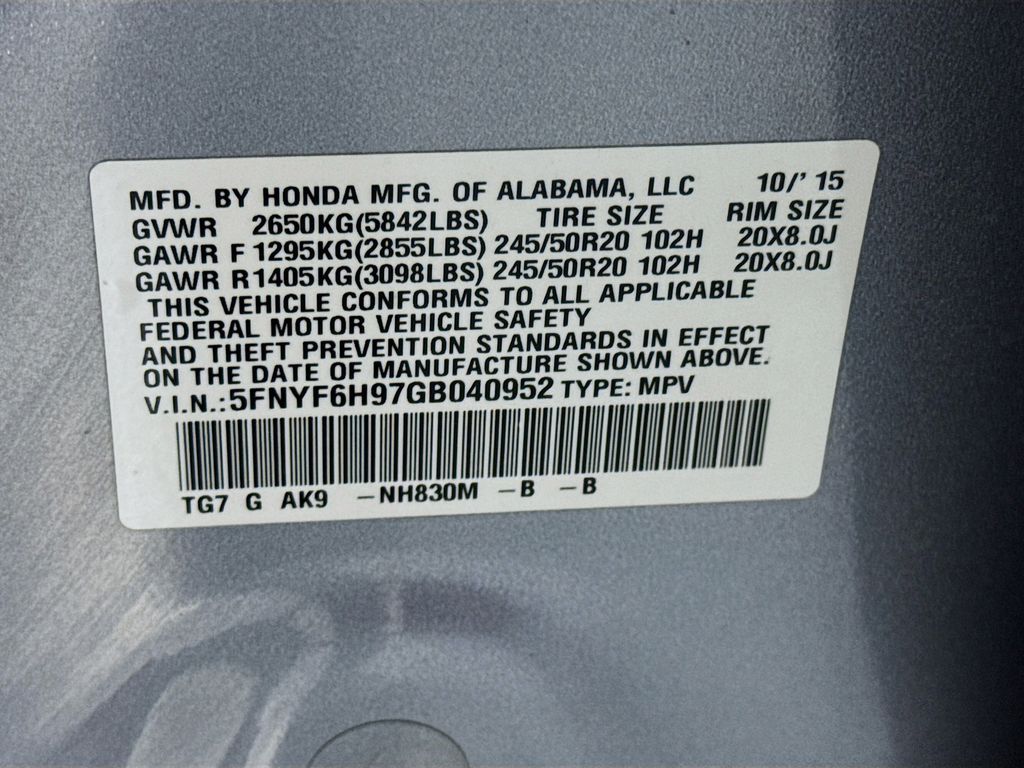 MFD. BY HONDA MFG. OF ALABAMA, LLC 10/' 15
GVWR 2650KG(5842LBS) TIRE SIZE RIM SIZE
GAWR F 1295KG(2855LBS) 245/50R20 102H 20X8.0J
GAWR R1405KG(3098LBS) 245/50R20 102H 20X8.0J
THIS VEHICLE CONFORMS TO ALL APPLICABLE
FEDERAL MOTOR VEHICLE SAFETY
AND THEFT PREVENTION STANDARDS IN EFFECT
ON THE DATE OF MANUFACTURE SHOWN ABOVE.
V.I.N.:5FNYF6H97GB040952 TYPE: MPV
TG7 G AK9 -NH830M -B -B